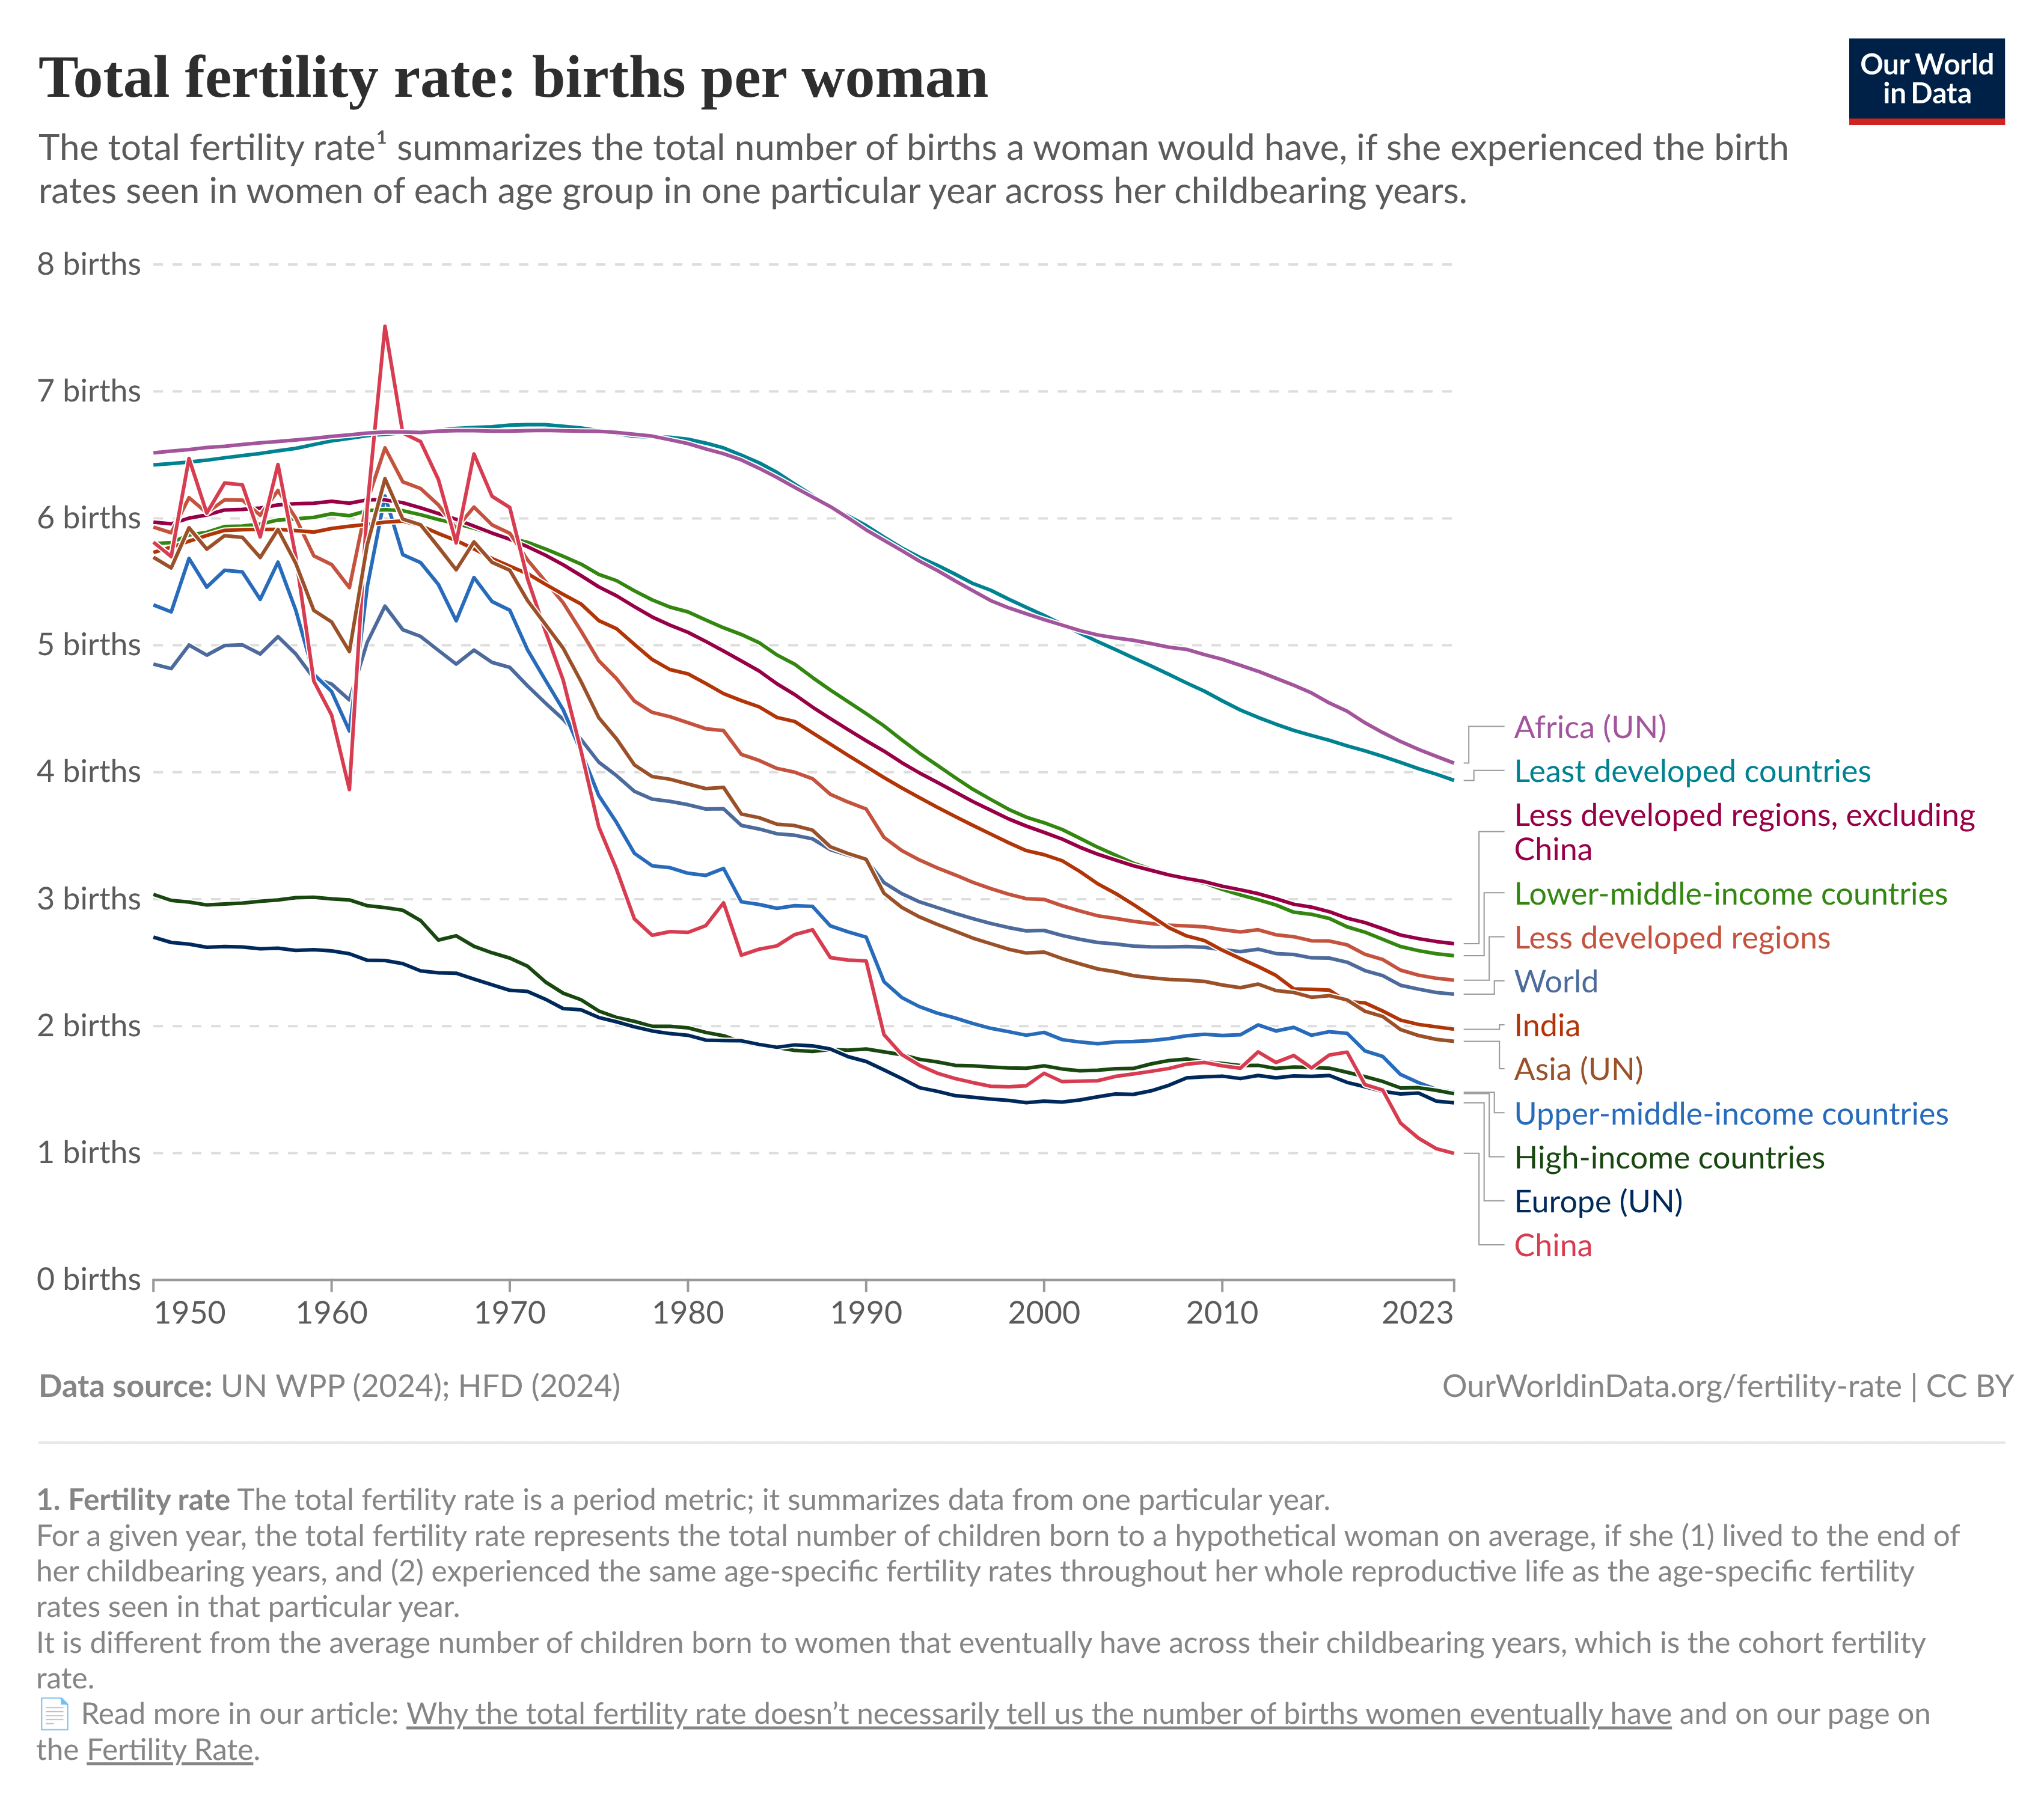 Total fertility rate: births per woman
Our World
in Data
The total fertility rate¹ summarizes the total number of births a woman would have, if she experienced the birth
rates seen in women of each age group in one particular year across her childbearing years.
8 births
7 births
6 births
5 births
4 births
3 births
2 births
1 births
0 births
Africa (UN)
Least developed countries
Less developed regions, excluding
China
Lower-middle-income countries
Less developed regions
World
India
Asia (UN)
Upper-middle-income countries
High-income countries
Europe (UN)
China
1950 1960 1970 1980 1990 2000 2010 2023
Data source: UN WPP (2024); HFD (2024)
OurWorldinData.org/fertility-rate | CC BY
1. Fertility rate The total fertility rate is a period metric; it summarizes data from one particular year.
For a given year, the total fertility rate represents the total number of children born to a hypothetical woman on average, if she (1) lived to the end of
her childbearing years, and (2) experienced the same age-specific fertility rates throughout her whole reproductive life as the age-specific fertility
rates seen in that particular year.
It is different from the average number of children born to women that eventually have across their childbearing years, which is the cohort fertility
rate.
📄 Read more in our article: Why the total fertility rate doesn’t necessarily tell us the number of births women eventually have and on our page on
the Fertility Rate.